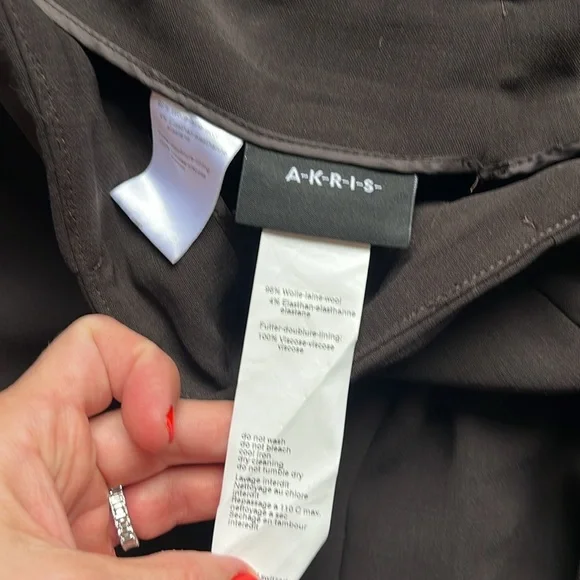 A-K-R-I-S-
96% Wolle-laine-wool
4% Elasthan-elasthanne
elastane
Futter-doublure-lining:
100% Viscose-viscose
viscose
do not wash
do not bleach
cool iron
dry cleaning
do not tumble dry
Lavage interdit
Nettoyage au chlore
interdit
Repassage a 110 C max.
nettoyage a sec
Sechage en tambour
interdit